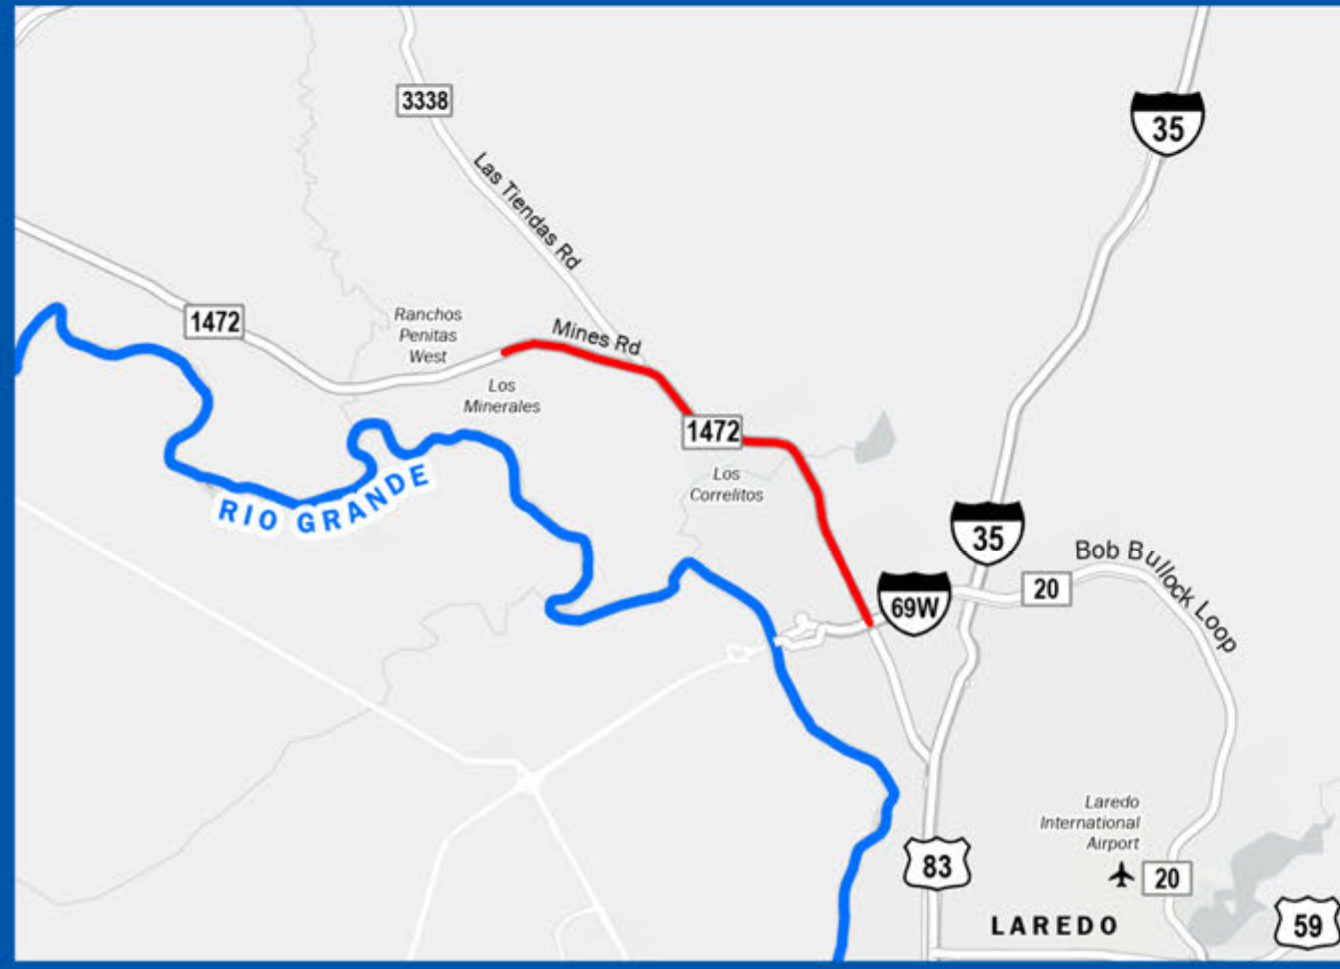 3338
35
Las Tiendas Rd
1472
Ranchos
Penitas
West
Mines Rd
Los
Minerales
1472
RIO GRANDE
Los
Correlitos
35
Bob Bullock Loop
69W
20
Laredo
International
Airport
83
20
LAREDO
59